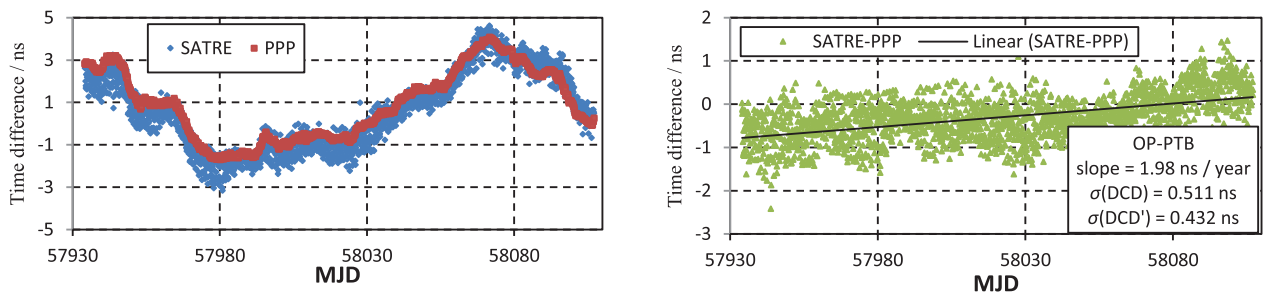 5
3
1
-1
-3
-5
Time difference / ns
SATRE PPP
57930 57980 58030 58080
MJD
2
1
0
-1
-2
-3
Time difference / ns
SATRE-PPP Linear (SATRE-PPP)
OP-PTB
slope = 1.98 ns / year
σ(DCD) = 0.511 ns
σ(DCD') = 0.432 ns
57930 57980 58030 58080
MJD